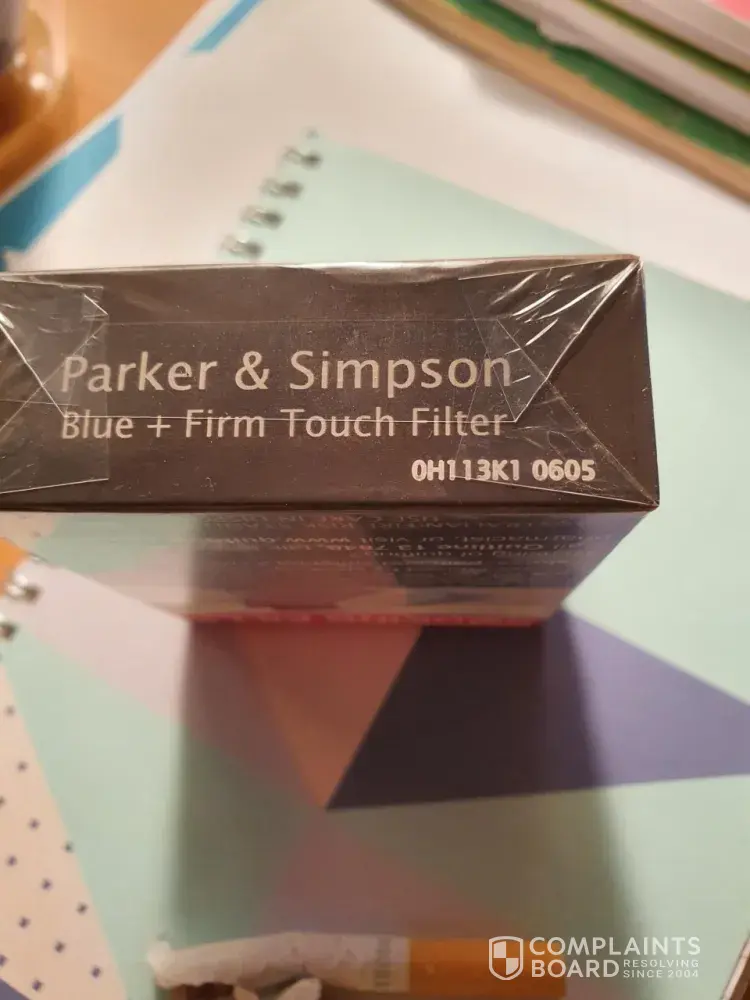 Parker & Simpson
Blue + Firm Touch Filter
0H113K1 0605
COMPLAINTS
BOARD RESOLVING
SINCE 2004